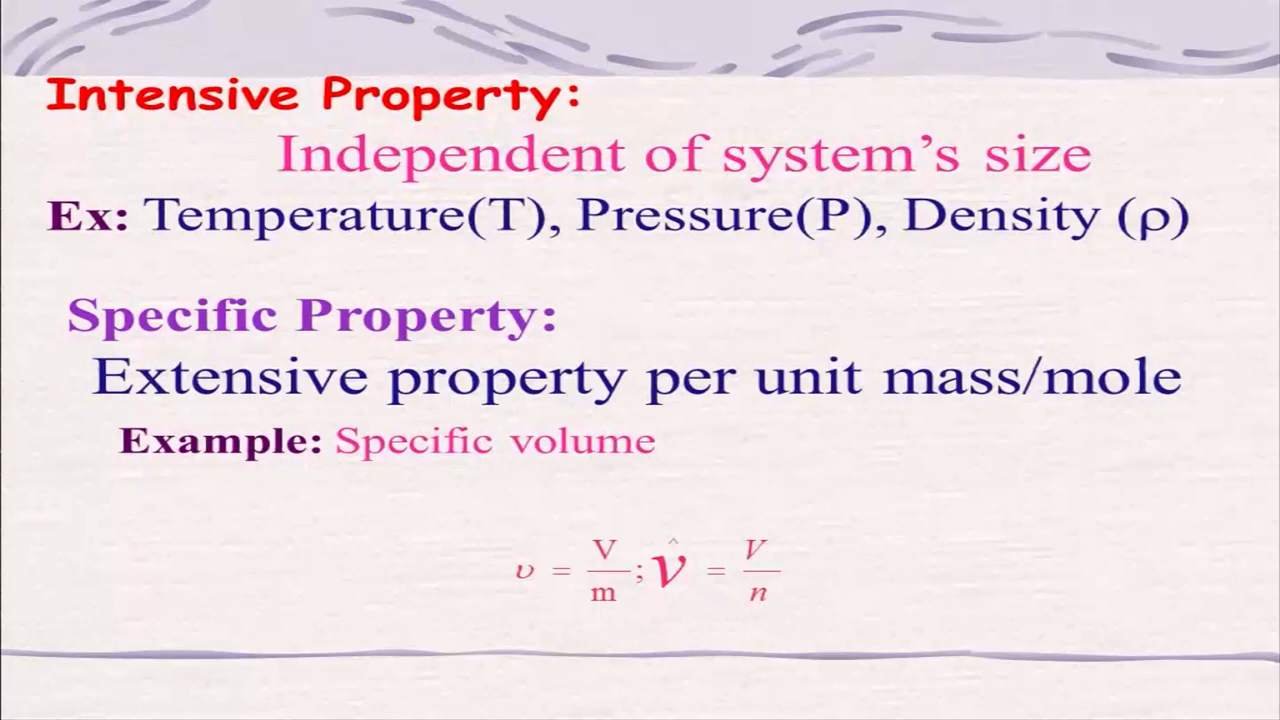 Intensive Property:
Independent of system’s size
Ex: Temperature(T), Pressure(P), Density (ρ)
Specific Property:
Extensive property per unit mass/mole
Example: Specific volume
υ = V/m ; v̂ = V/n